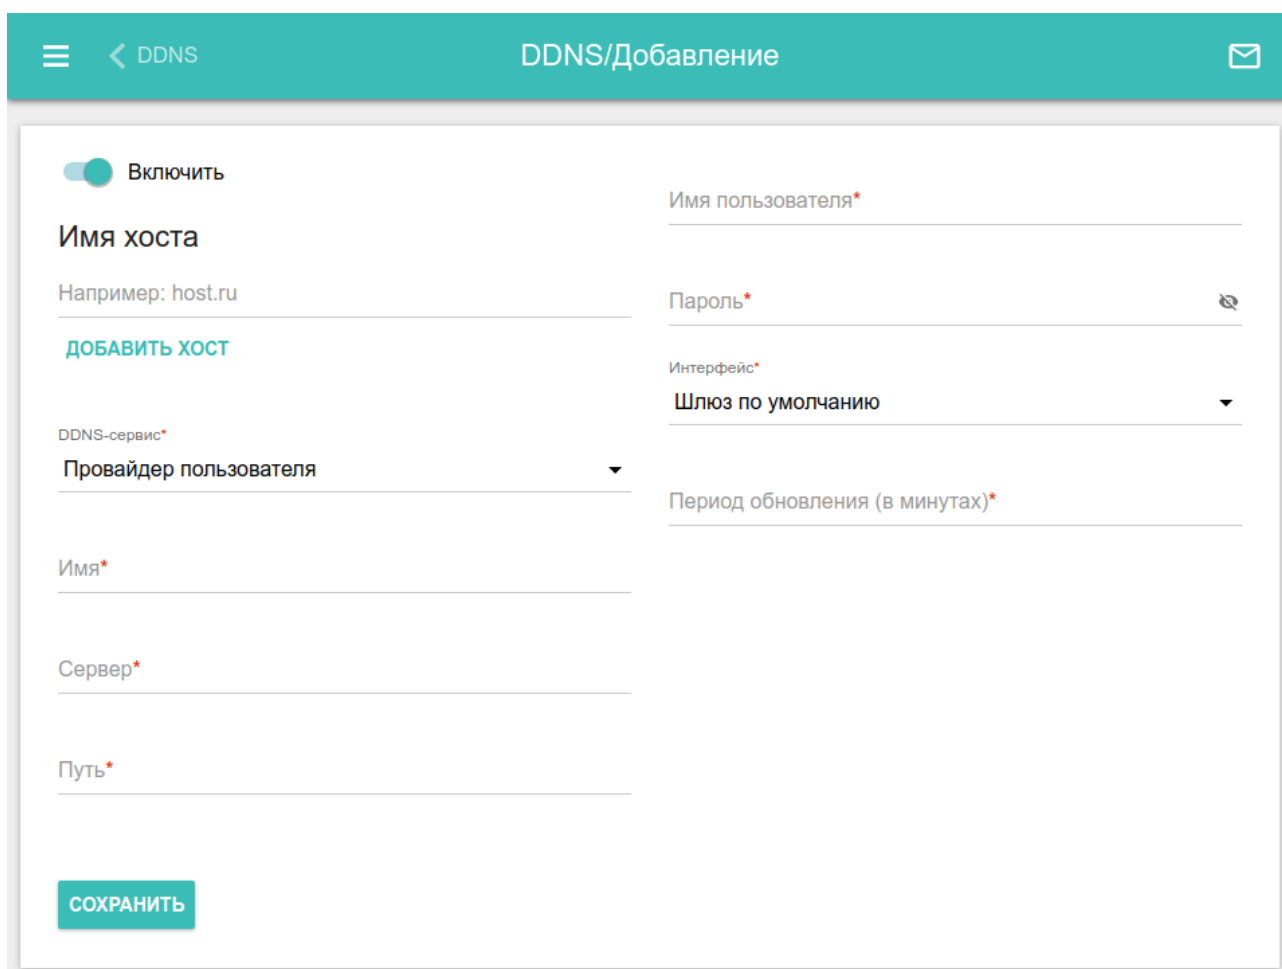 DDNS
DDNS/Добавление
Включить
Имя хоста
Например: host.ru
ДОБАВИТЬ ХОСТ
DDNS-сервис*
Провайдер пользователя
Имя*
Сервер*
Путь*
СОХРАНИТЬ
Имя пользователя*
Пароль*
Интерфейс*
Шлюз по умолчанию
Период обновления (в минутах)*